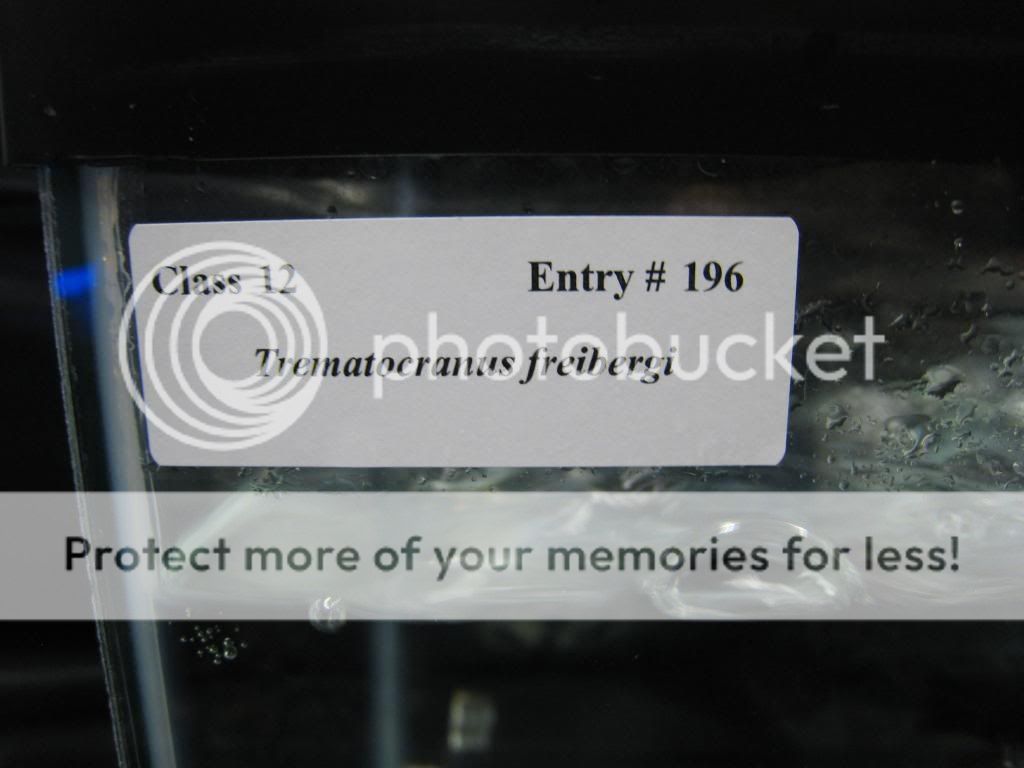 Class 12 Entry # 196
Trematocranus freibergi
photobucket
Protect more of your memories for less!